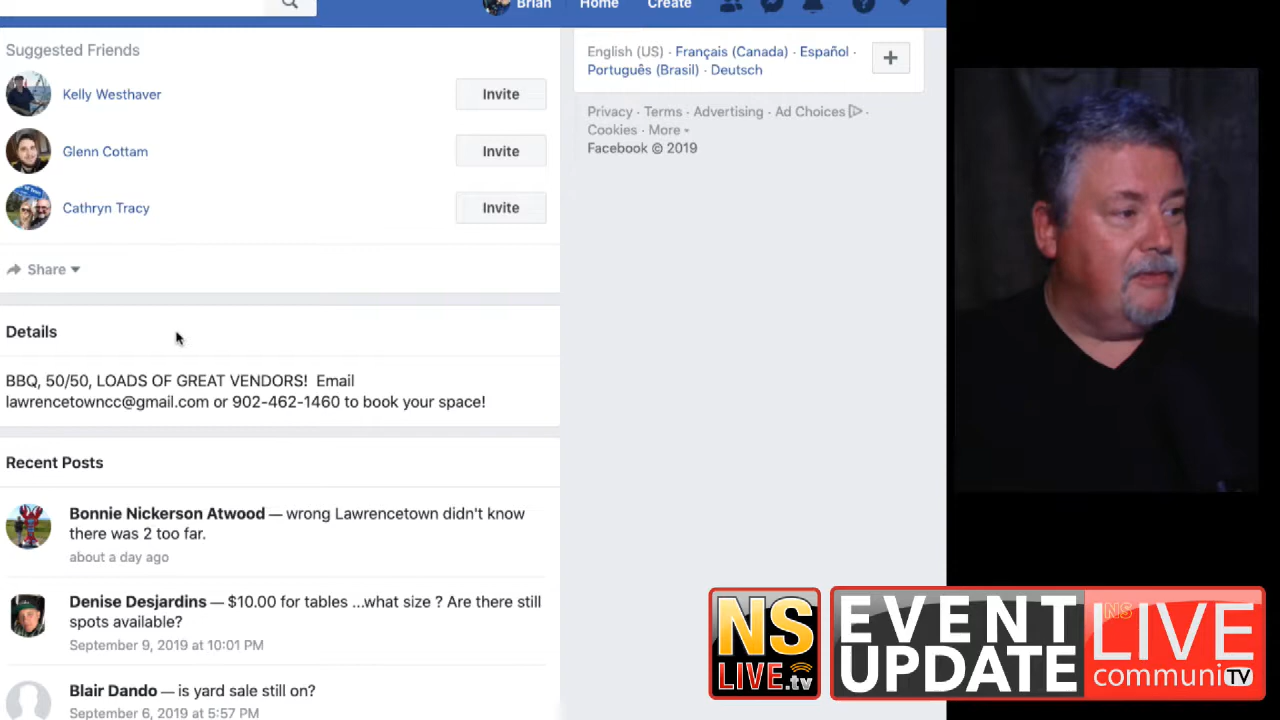 Brian Home Create
Suggested Friends
Kelly Westhaver Invite
Glenn Cottam Invite
Cathryn Tracy Invite
Share
Details
BBQ, 50/50, LOADS OF GREAT VENDORS! Email
lawrencetowncc@gmail.com or 902-462-1460 to book your space!
Recent Posts
Bonnie Nickerson Atwood — wrong Lawrencetown didn't know
there was 2 too far.
about a day ago
Denise Desjardins — $10.00 for tables ...what size ? Are there still
spots available?
September 9, 2019 at 10:01 PM
Blair Dando — is yard sale still on?
September 6, 2019 at 5:57 PM
English (US) · Français (Canada) · Español ·
Português (Brasil) · Deutsch
+
Privacy · Terms · Advertising · Ad Choices ·
Cookies · More
Facebook © 2019
NS
LIVE.tv
EVENT
UPDATE
NS
LIVE
communiTV